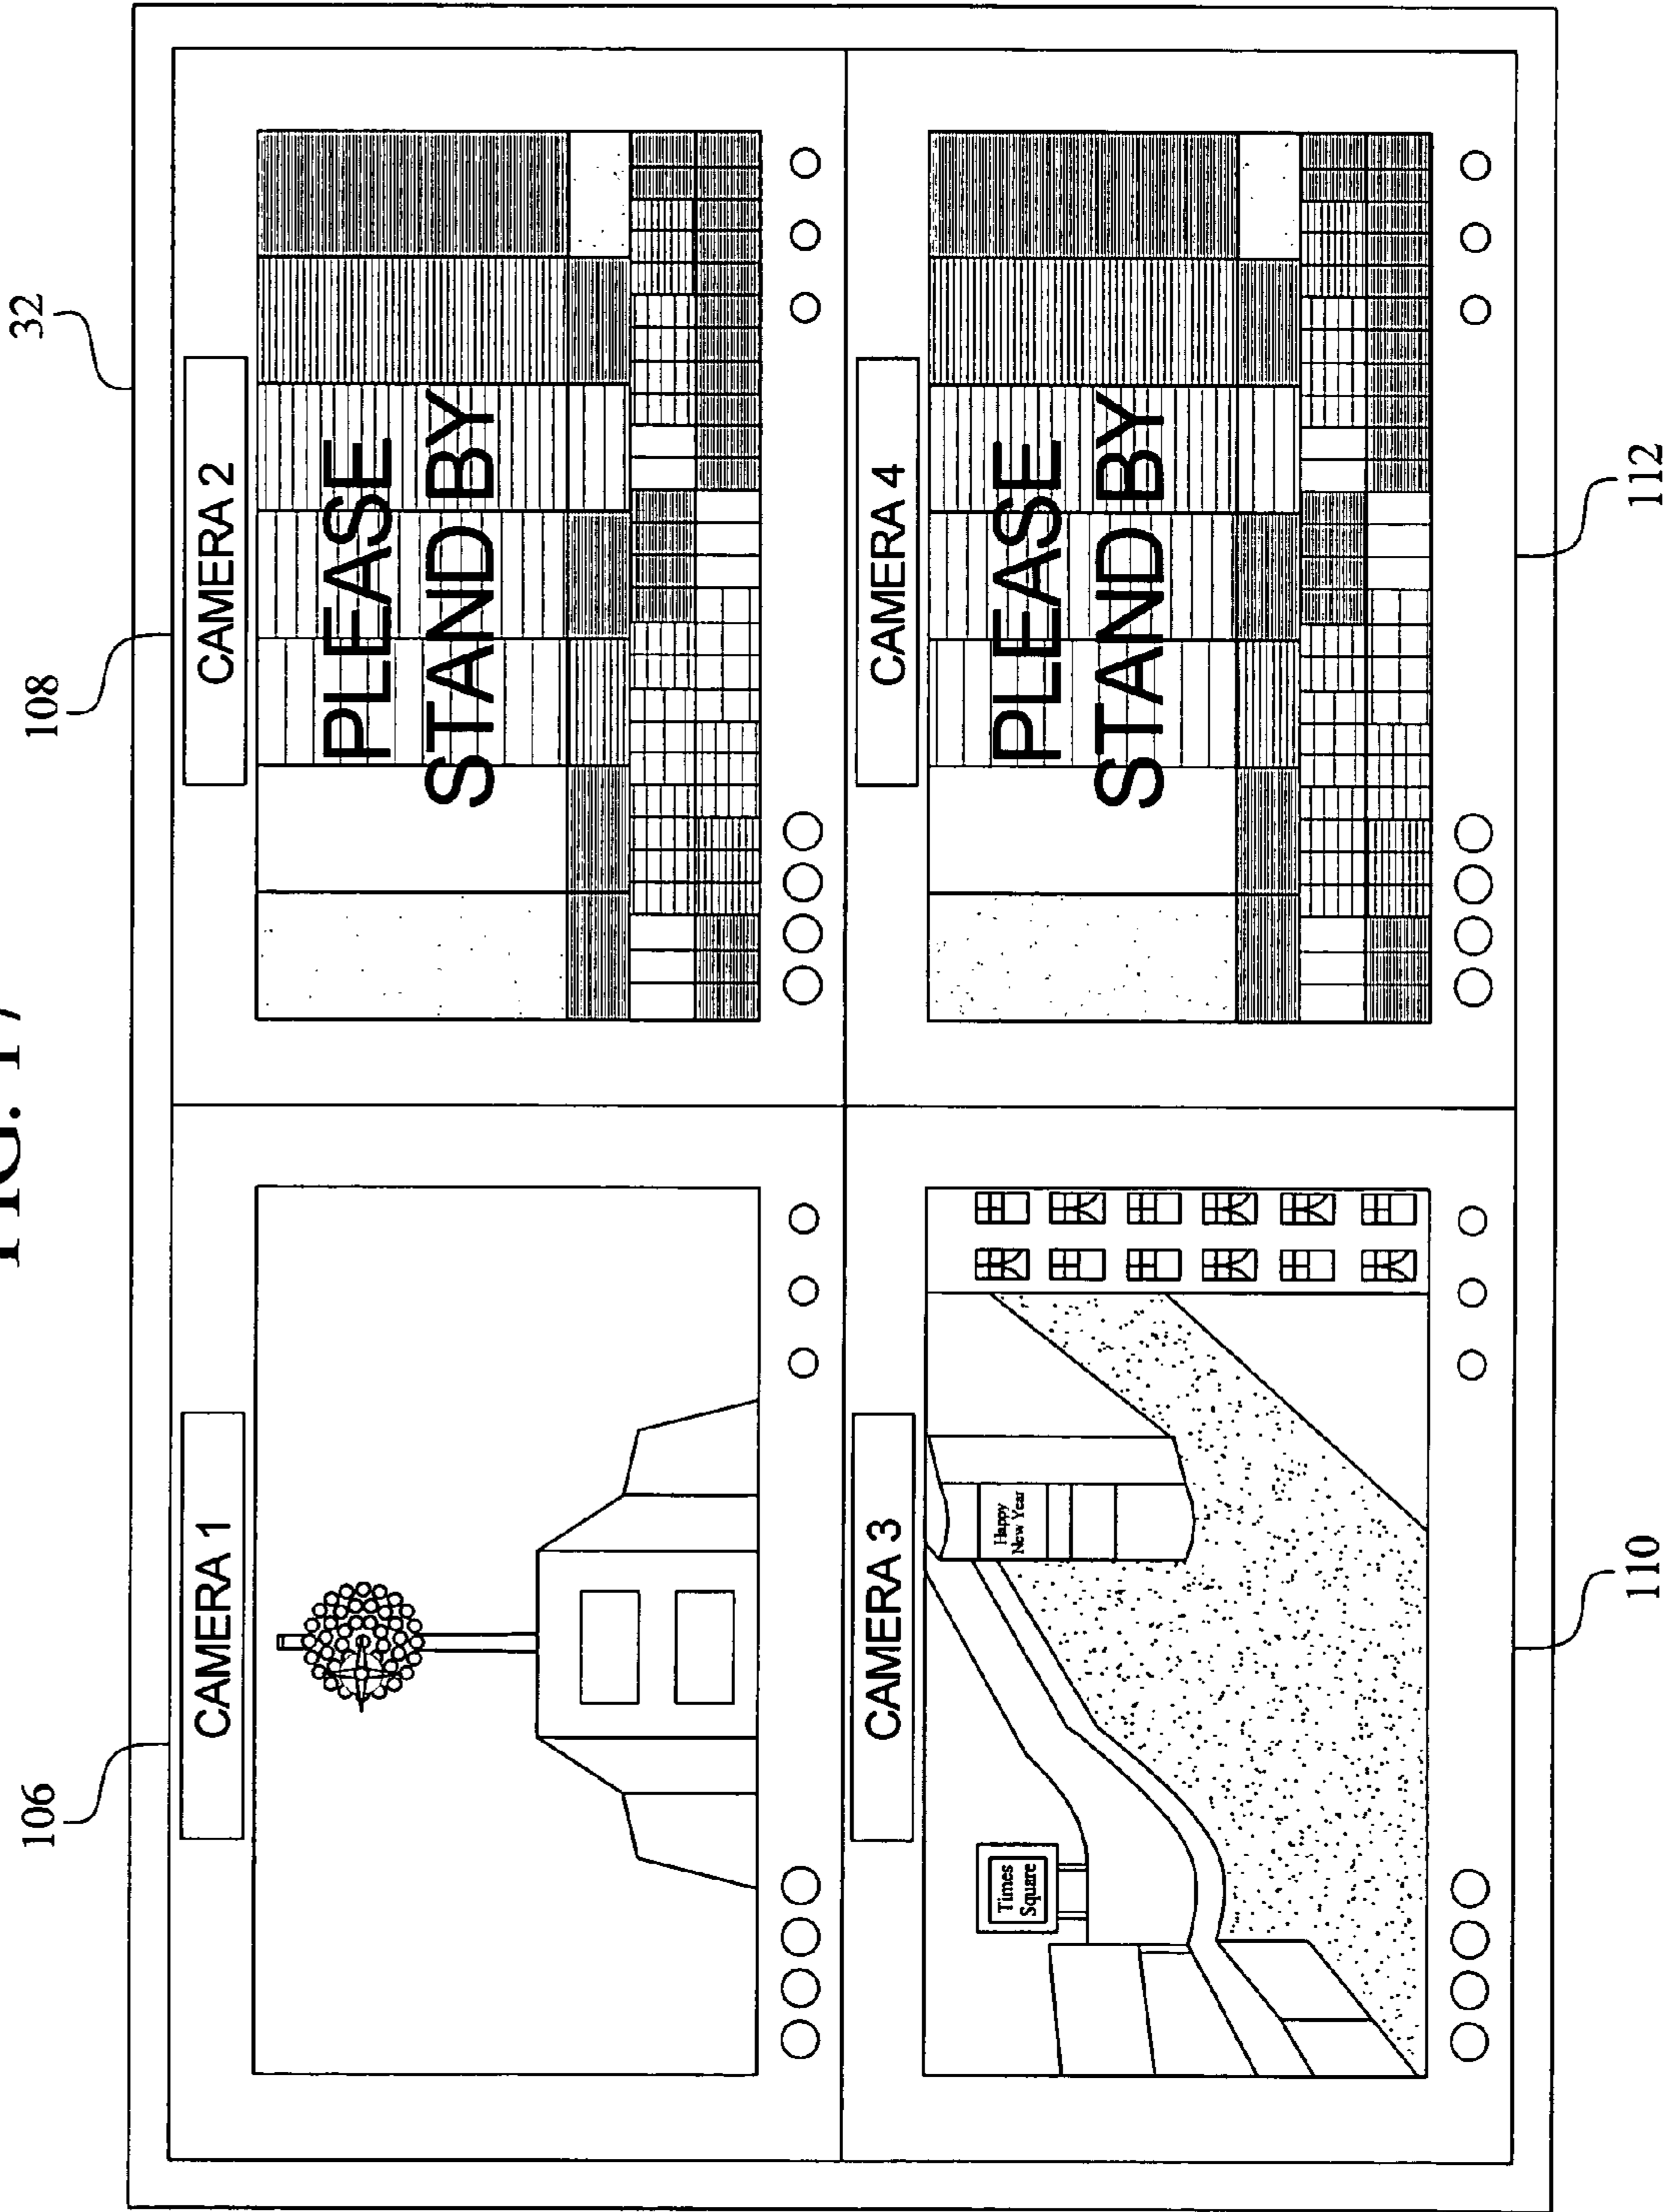 FIG. 17
32
106
108
CAMERA 1
CAMERA 2
PLEASE
STAND BY
CAMERA 3
Times
Square
Happy
New Year
CAMERA 4
PLEASE
STAND BY
110
112